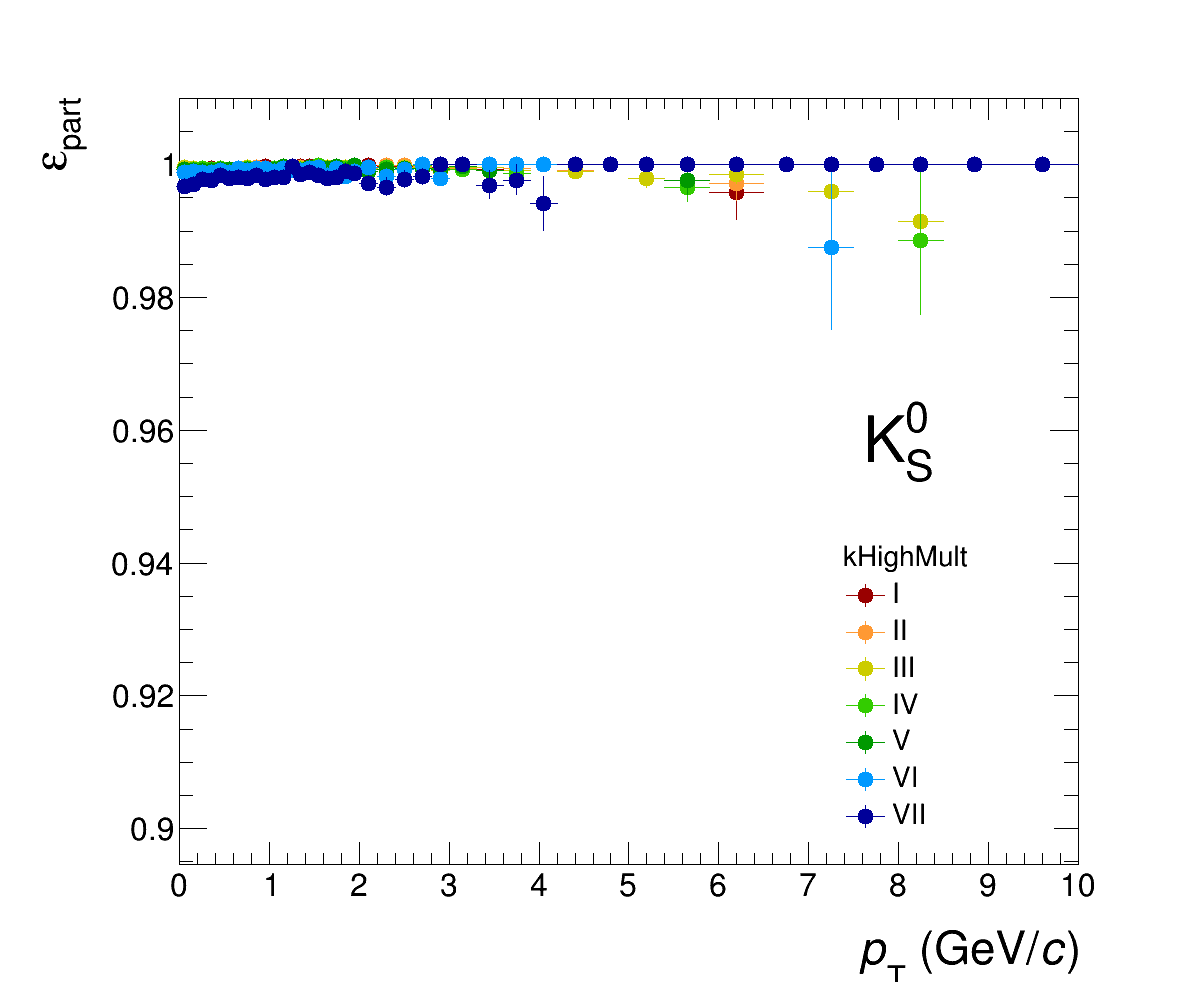 ε_part
1
0.98
0.96
0.94
0.92
0.9
K⁰_S
kHighMult
I
II
III
IV
V
VI
VII
0 1 2 3 4 5 6 7 8 9 10
p_T (GeV/c)